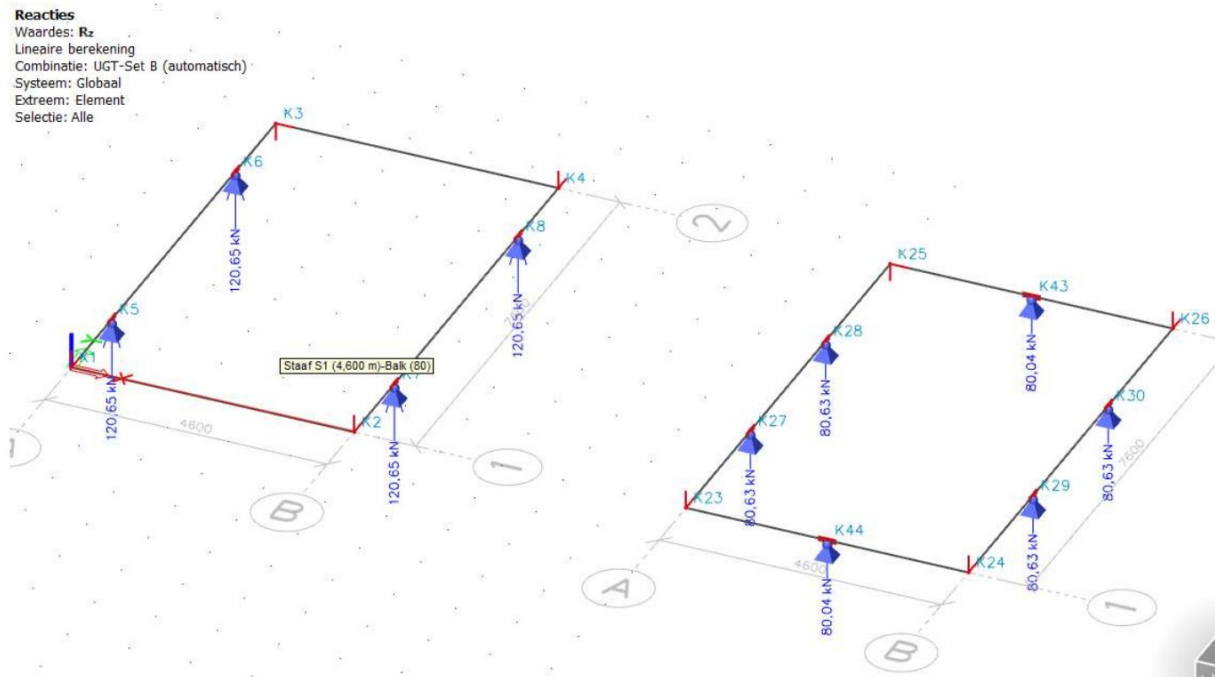 Reacties
Waardes: Rz
Lineaire berekening
Combinatie: UGT-Set B (automatisch)
Systeem: Globaal
Extreem: Element
Selectie: Alle
K3
K6
K4
K8
120,65 kN
2
K5
120,65 kN
Staaf S1 (4,600 m)-Balk (80)
120,65 kN
K2
120,65 kN
4600
1
B
K25
K43
K26
K28
80,04 kN
K27
80,63 kN
K30
7600
K23
80,63 kN
K29
80,63 kN
K44
K24
4600
80,63 kN
A
80,04 kN
1
B